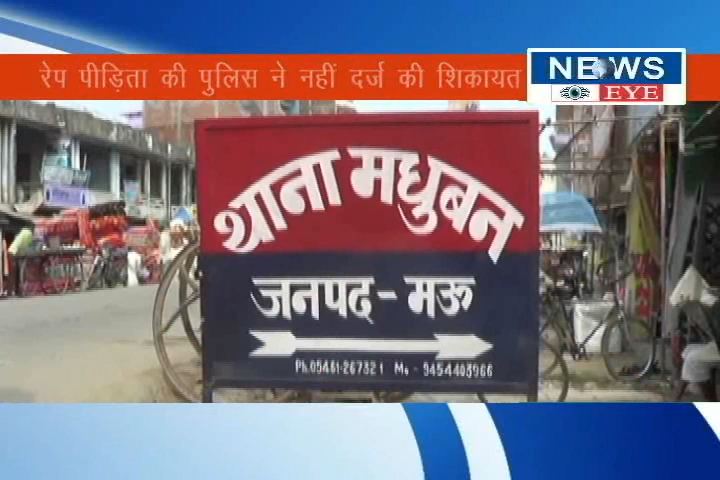 रेप पीड़िता की पुलिस ने नहीं दर्ज की शिकायत
NEWS
EYE
थाना मधुबन
जनपद - मऊ
Ph.05461-267321 Mo - 9454403966